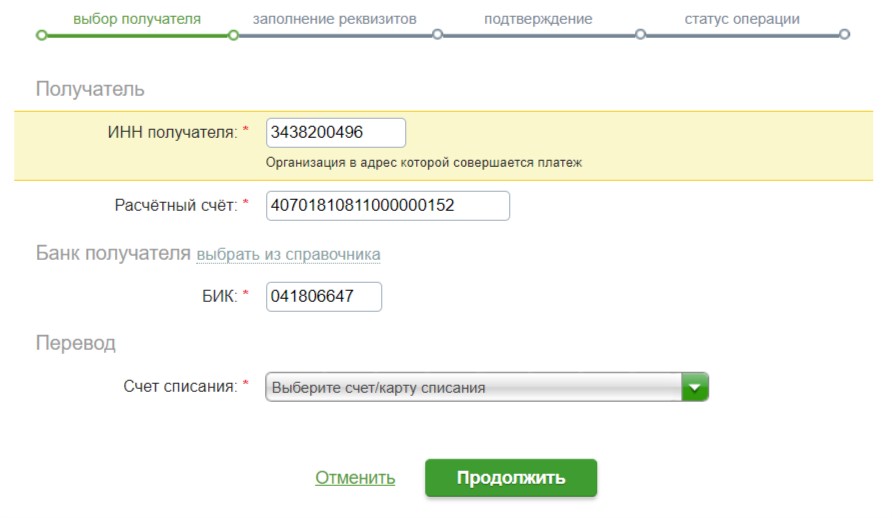 выбор получателя заполнение реквизитов подтверждение статус операции
Получатель
ИНН получателя: * 3438200496
Организация в адрес которой совершается платеж
Расчётный счёт: * 40701810811000000152
Банк получателя выбрать из справочника
БИК: * 041806647
Перевод
Счет списания: * Выберите счет/карту списания
Отменить Продолжить